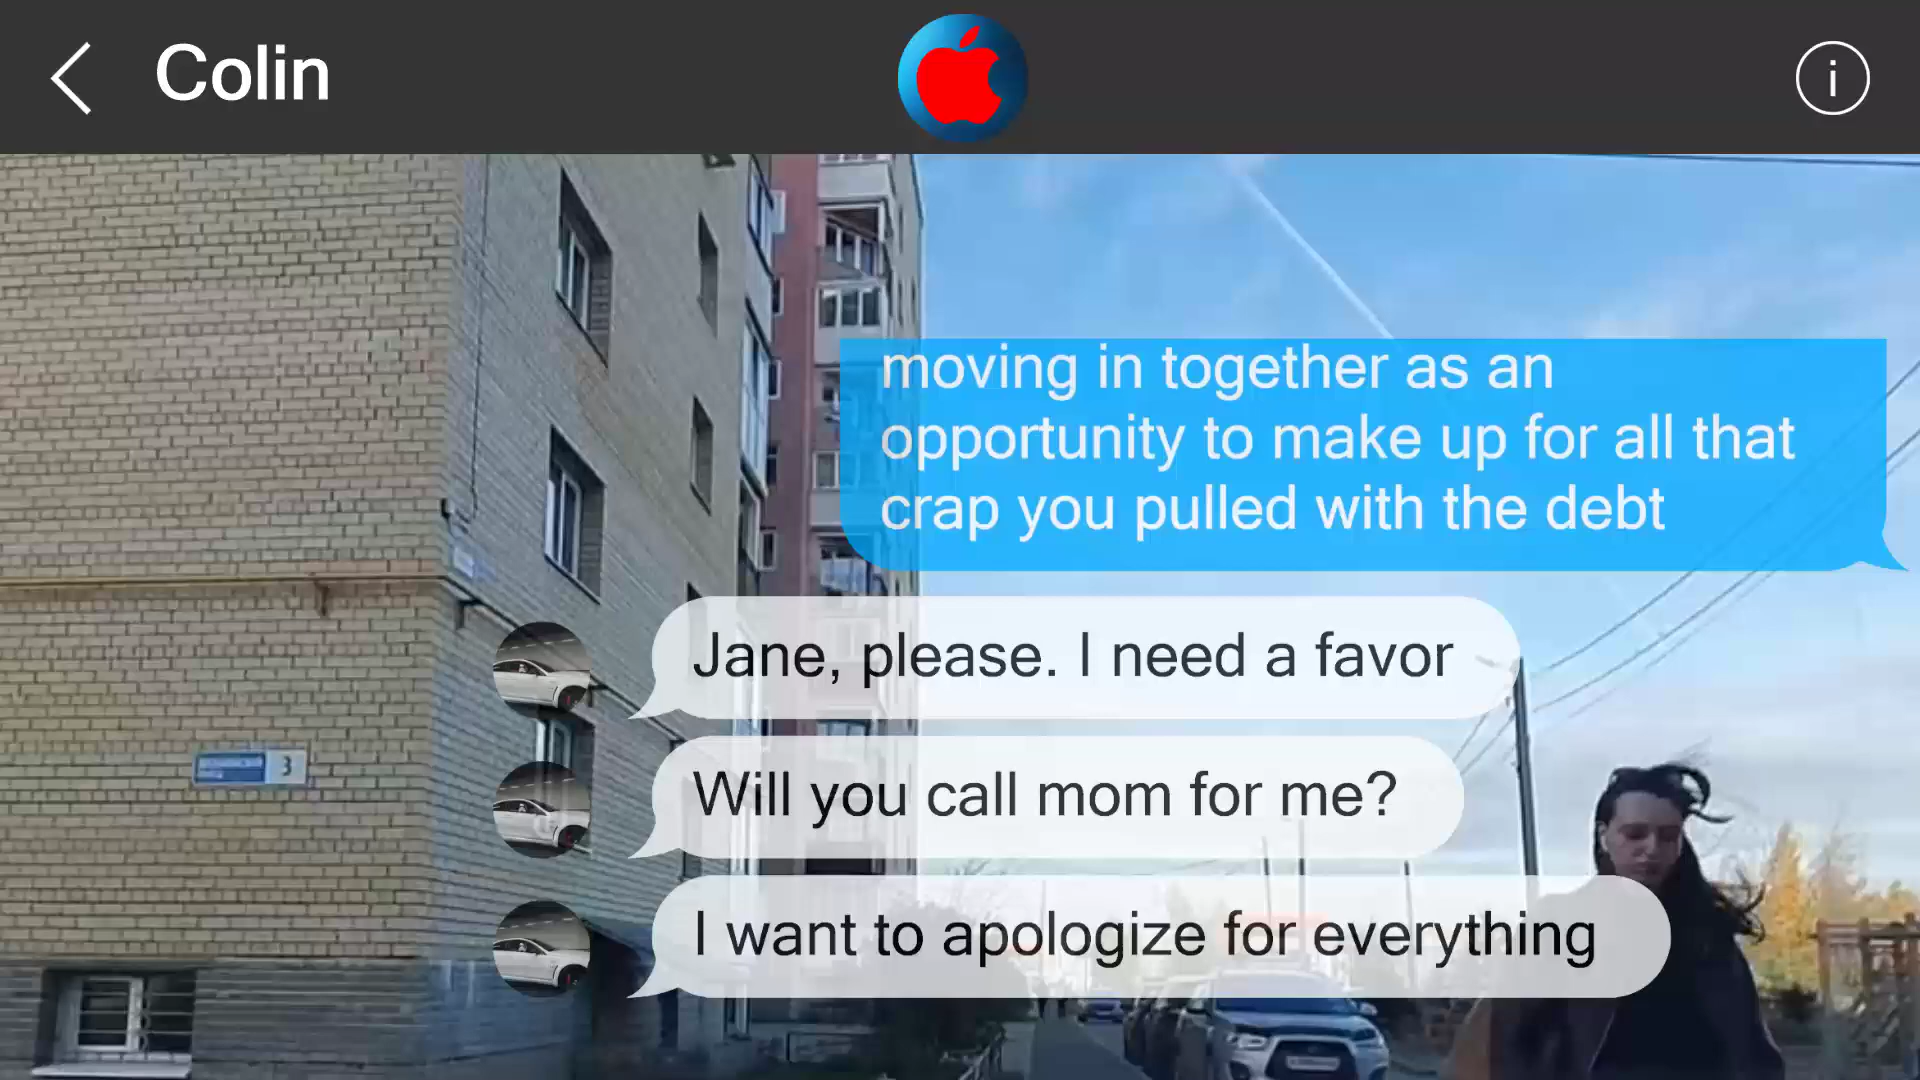 Colin
i
moving in together as an
opportunity to make up for all that
crap you pulled with the debt
Jane, please. I need a favor
Will you call mom for me?
I want to apologize for everything
3